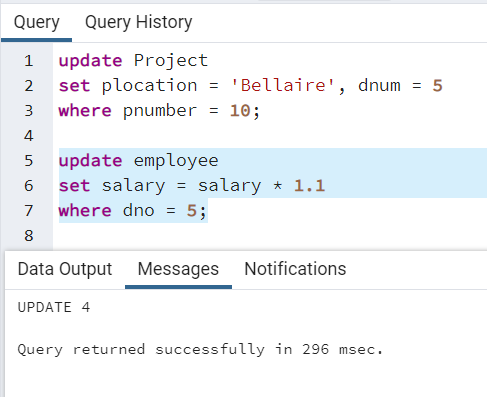 Query Query History
1 update Project
2 set plocation = 'Bellaire', dnum = 5
3 where pnumber = 10;
4
5 update employee
6 set salary = salary * 1.1
7 where dno = 5;
8
Data Output Messages Notifications
UPDATE 4
Query returned successfully in 296 msec.